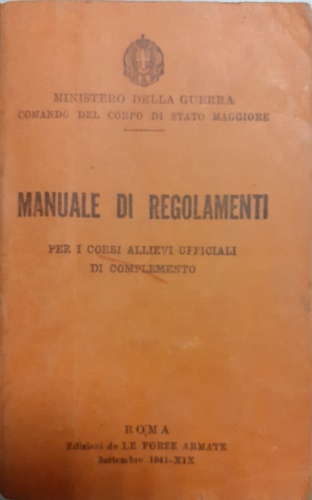 MINISTERO DELLA GUERRA
COMANDO DEL CORPO DI STATO MAGGIORE
MANUALE DI REGOLAMENTI
PER I CORSI ALLIEVI UFFICIALI
DI COMPLEMENTO
ROMA
Edizioni de LE FORZE ARMATE
Settembre 1941-XIX